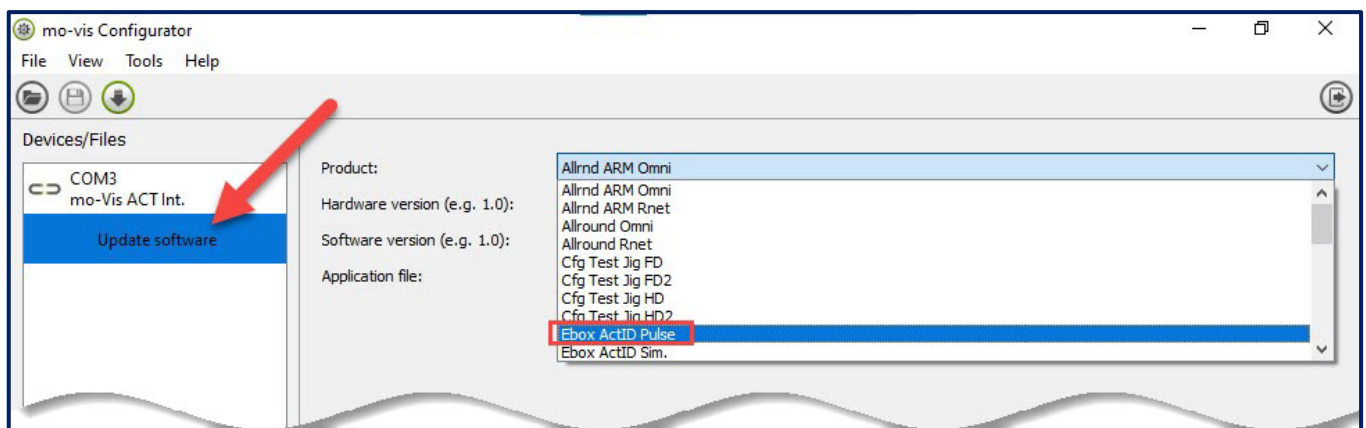 mo-vis Configurator
File View Tools Help
Devices/Files
COM3
mo-Vis ACT Int.
Update software
Product:
Allrnd ARM Omni
Hardware version (e.g. 1.0):
Software version (e.g. 1.0):
Application file:
Allrnd ARM Omni
Allrnd ARM Rnet
Allround Omni
Allround Rnet
Cfg Test Jig FD
Cfg Test Jig FD2
Cfg Test Jig HD
Cfg Test Jig HD2
Ebox ActID Pulse
Ebox ActID Sim.